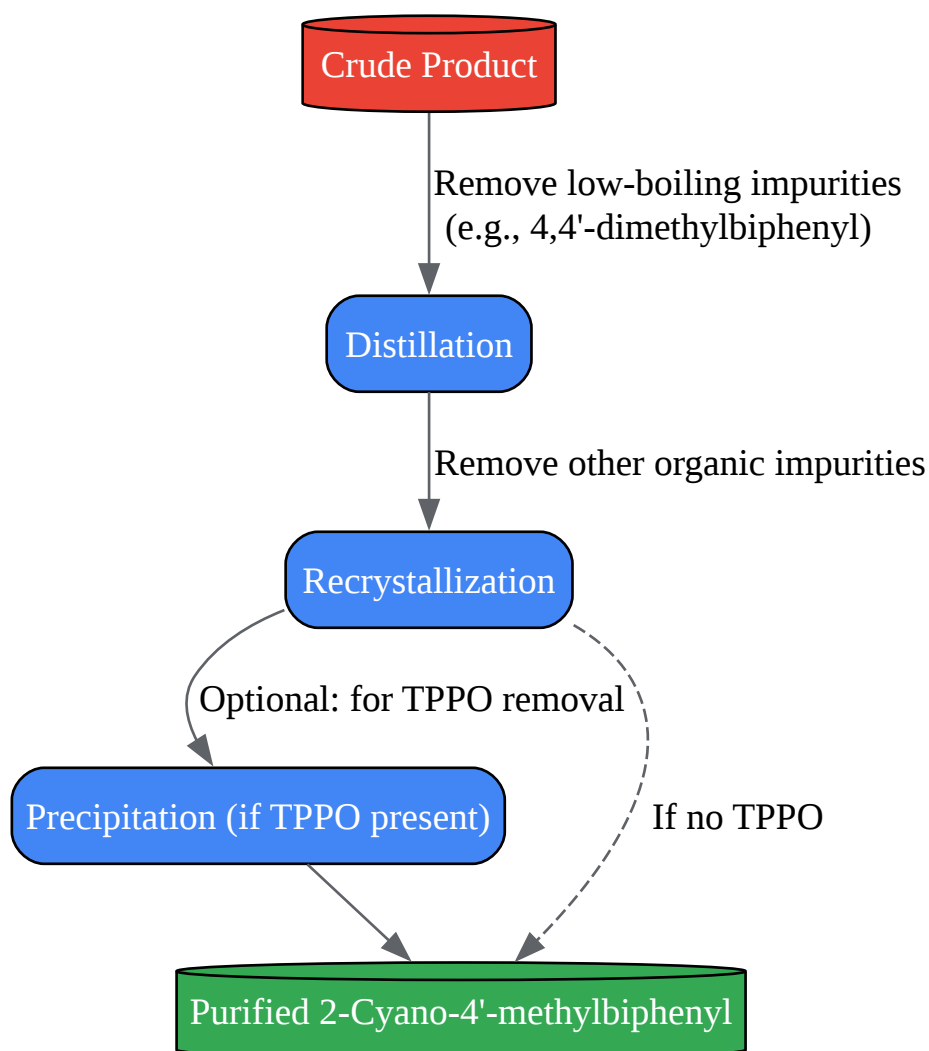 Crude Product
Remove low-boiling impurities
(e.g., 4,4'-dimethylbiphenyl)
Distillation
Remove other organic impurities
Recrystallization
Optional: for TPPO removal
Precipitation (if TPPO present)
If no TPPO
Purified 2-Cyano-4'-methylbiphenyl